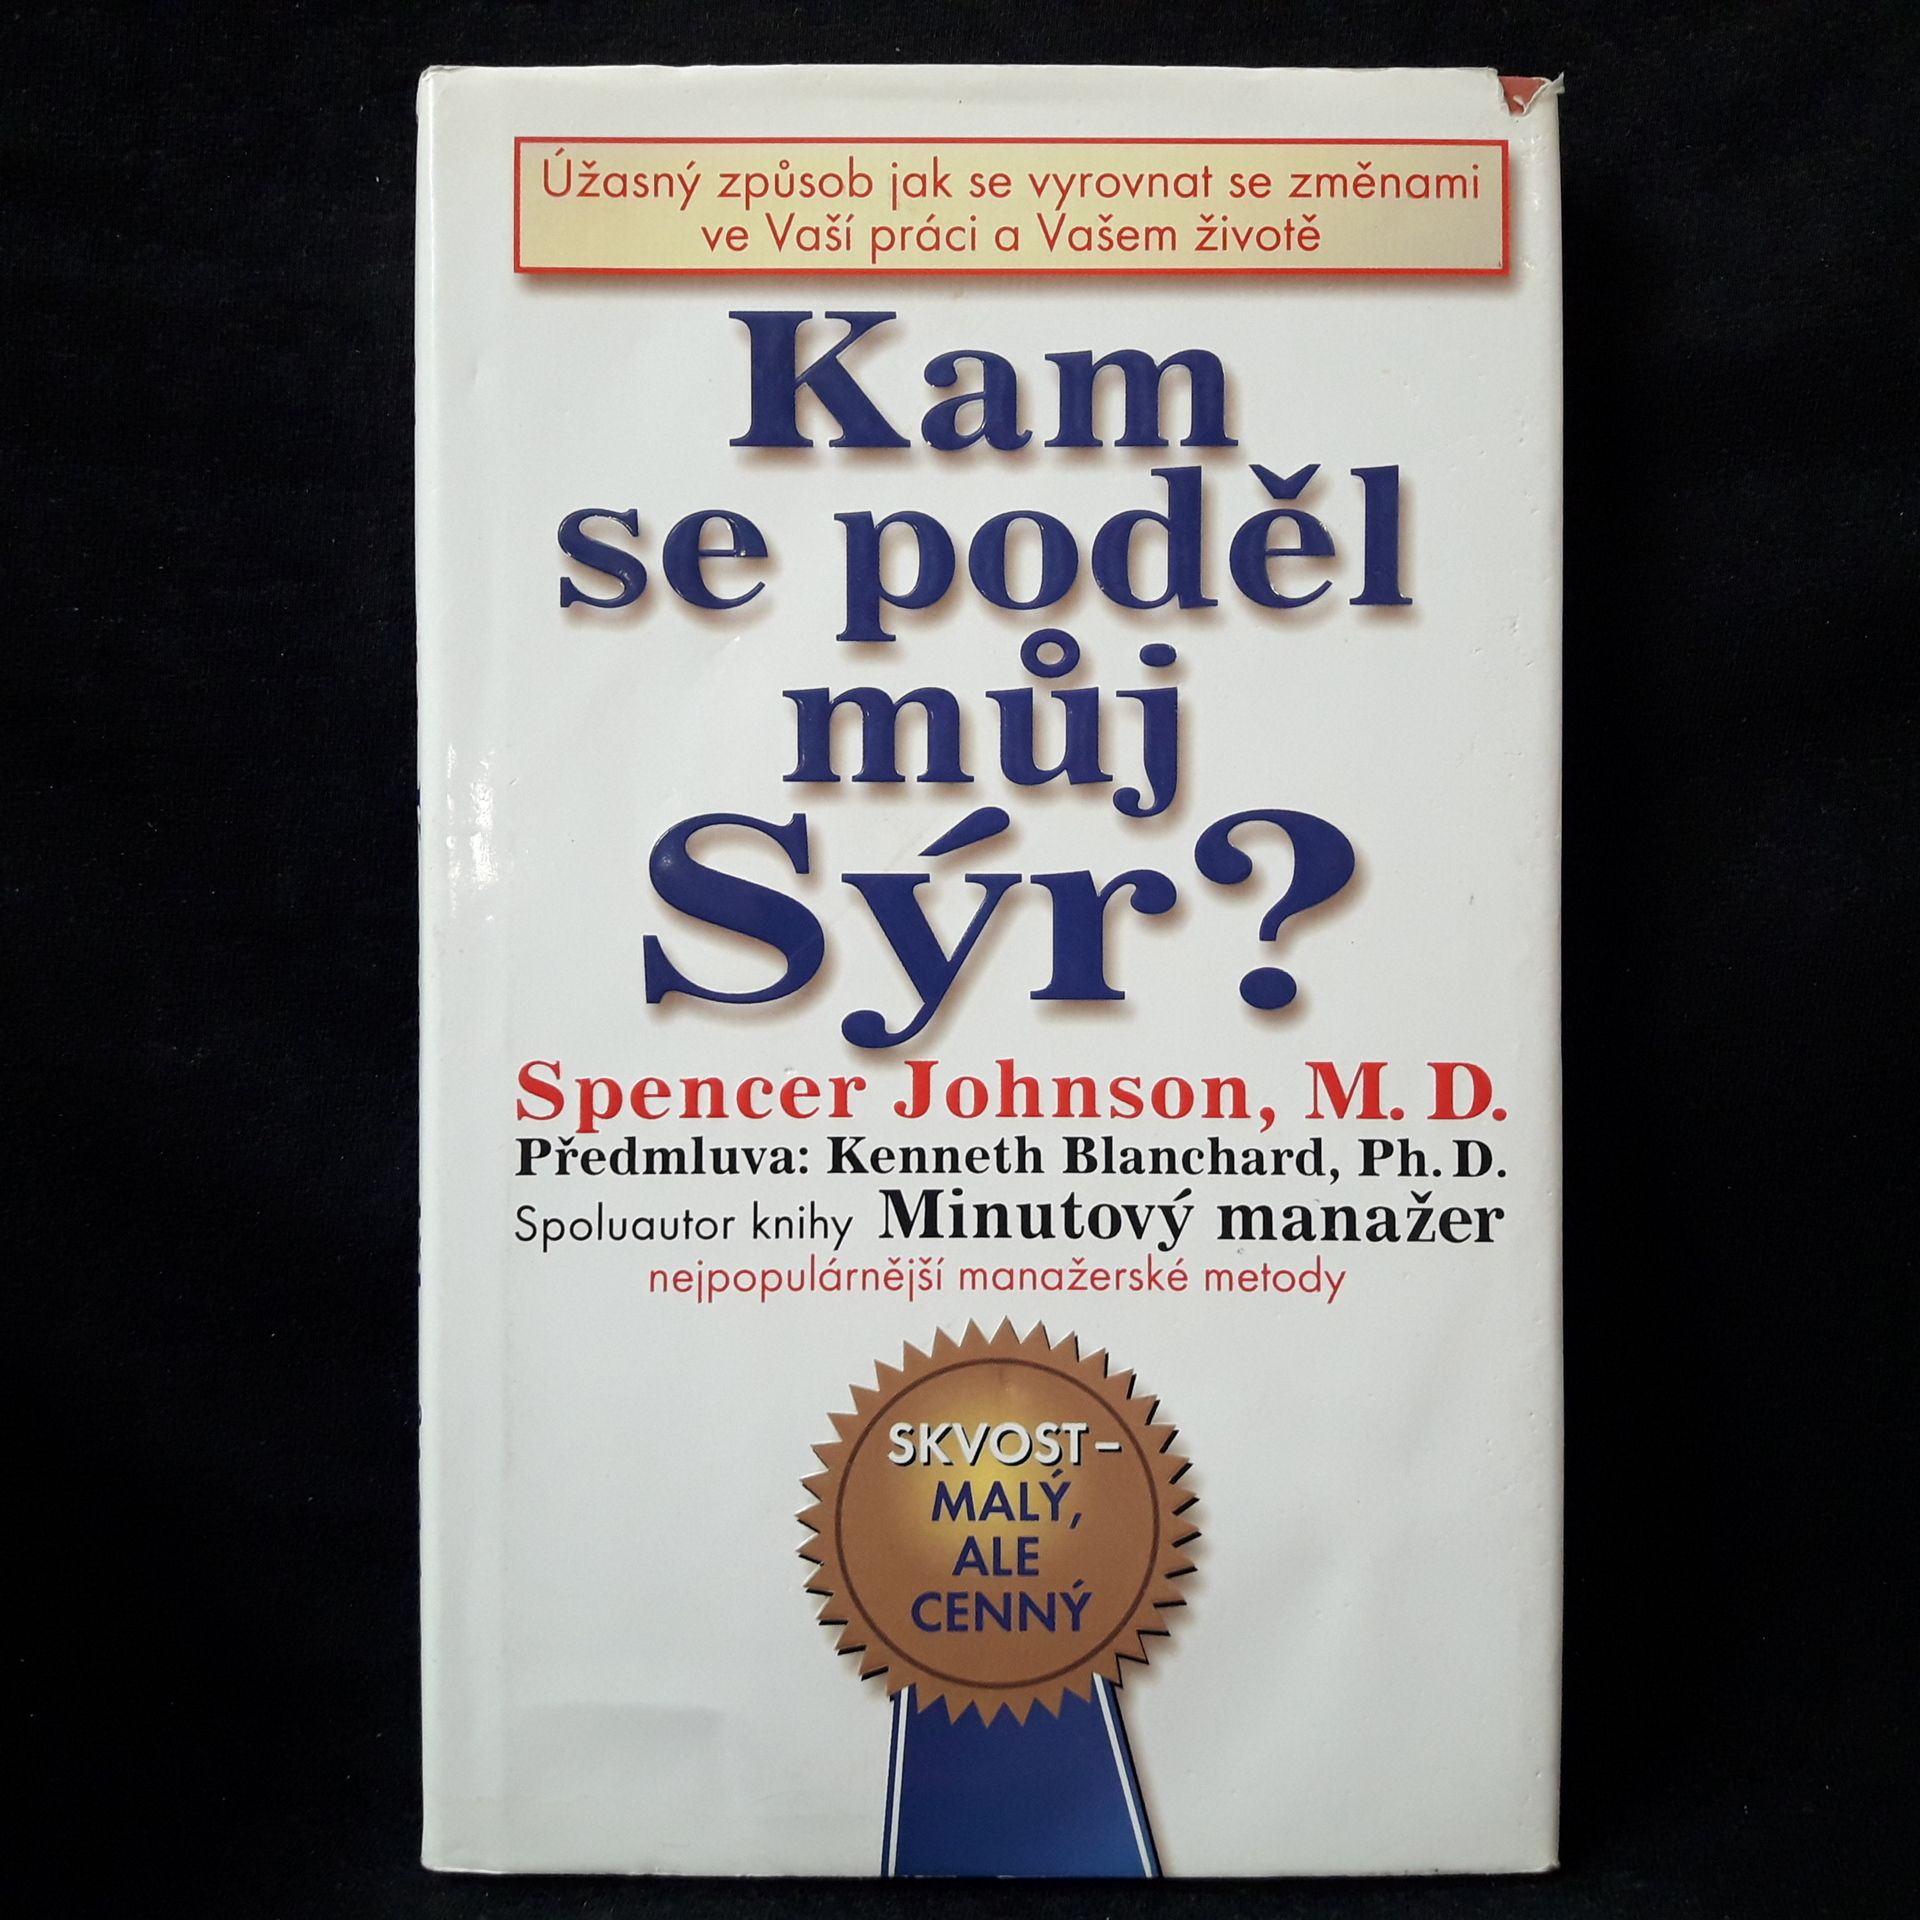 Úžasný způsob jak se vyrovnat se změnami
ve Vaší práci a Vašem životě
Kam
se poděl
můj
Sýr?
Spencer Johnson, M. D.
Předmluva: Kenneth Blanchard, Ph. D.
Spoluautor knihy Minutový manažer
nejpopulárnější manažerské metody
SKVOST–
MALÝ,
ALE
CENNÝ